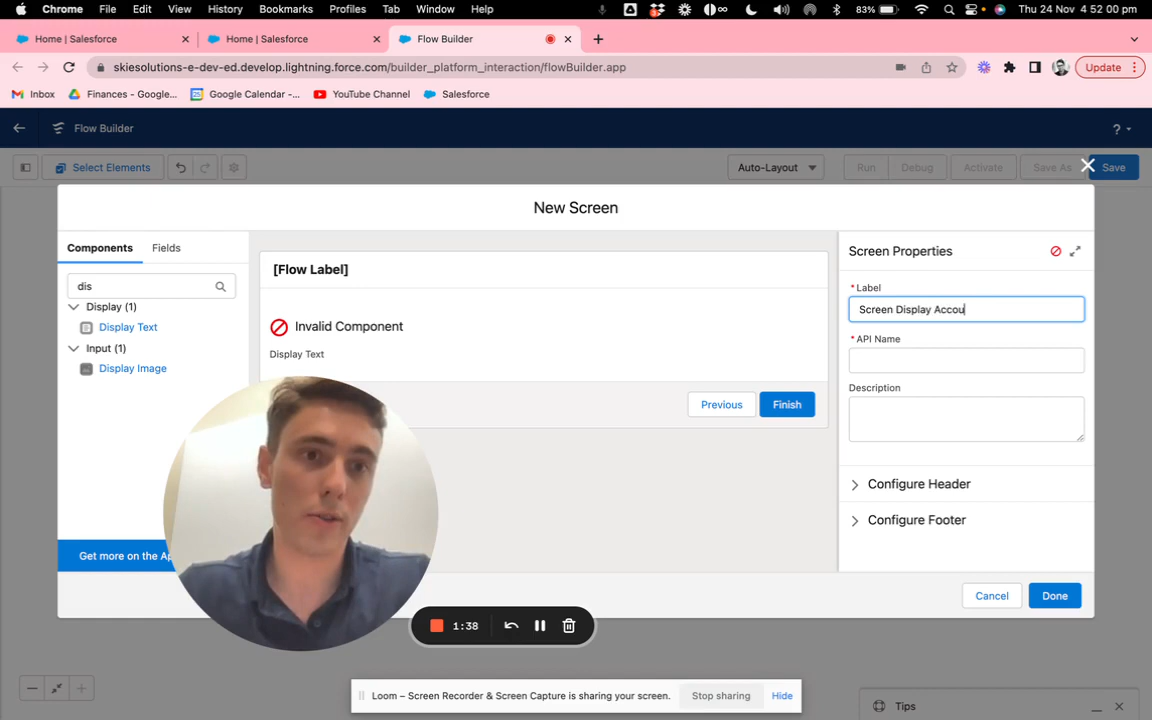 Chrome File Edit View History Bookmarks Profiles Tab Window Help 83% Thu 24 Nov 4:52:00 pm
Home | Salesforce Home | Salesforce Flow Builder
skiesolutions-e-dev-ed.develop.lightning.force.com/builder_platform_interaction/flowBuilder.app Update
Inbox Finances - Google... Google Calendar -... YouTube Channel Salesforce
Flow Builder ?
Select Elements Auto-Layout Run Debug Activate Save As Save
New Screen
Components Fields
dis
Display (1)
Display Text
Input (1)
Display Image
Get more on the Ap
[Flow Label]
Invalid Component
Display Text
Previous Finish
Screen Properties
* Label
Screen Display Accou
* API Name
Description
Configure Header
Configure Footer
Cancel Done
1:38
Loom – Screen Recorder & Screen Capture is sharing your screen. Stop sharing Hide
Tips